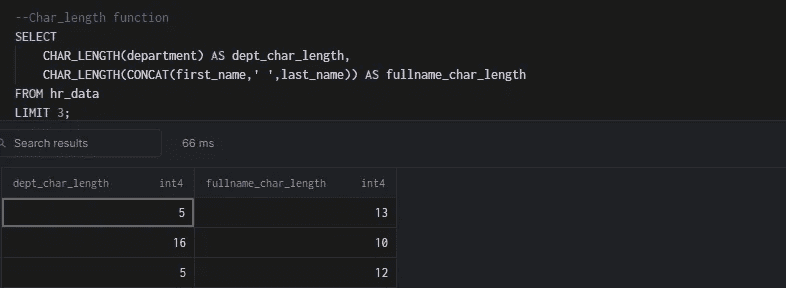 --Char_length function
SELECT
CHAR_LENGTH(department) AS dept_char_length,
CHAR_LENGTH(CONCAT(first_name,' ',last_name)) AS fullname_char_length
FROM hr_data
LIMIT 3;
Search results 66 ms
dept_char_length int4 fullname_char_length int4
5 13
16 10
5 12